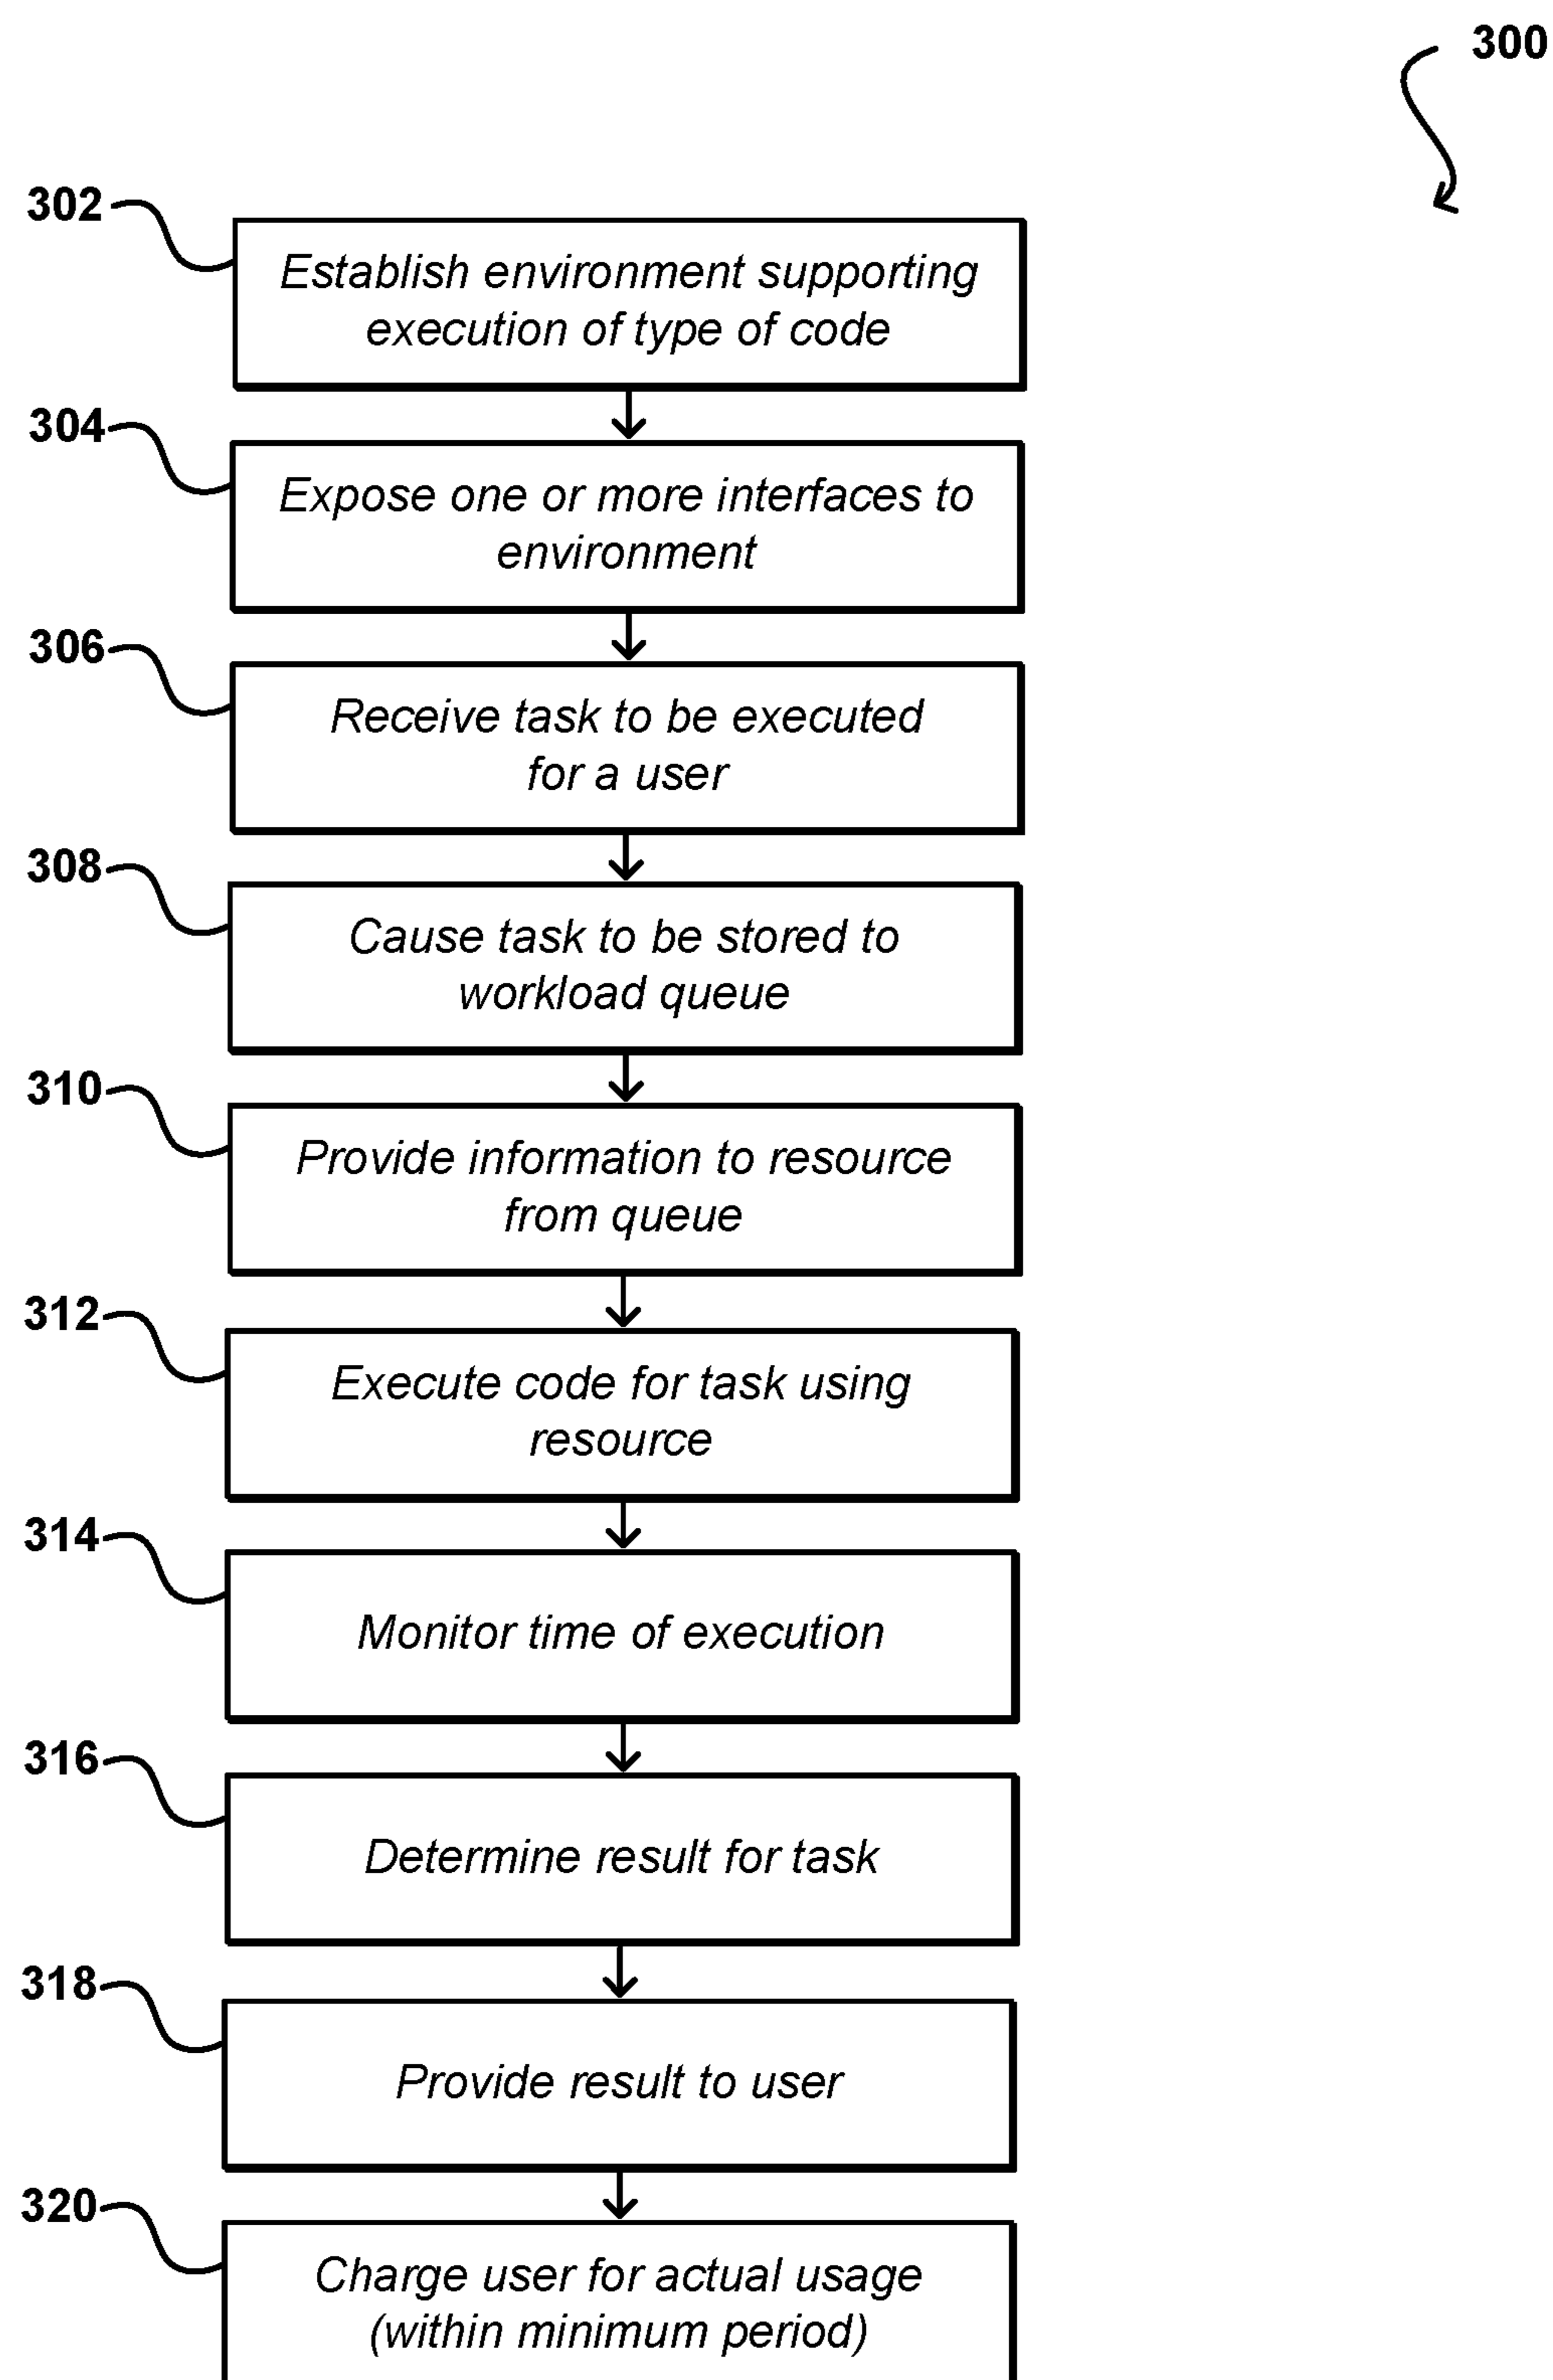 300
302
Establish environment supporting
execution of type of code
304
Expose one or more interfaces to
environment
306
Receive task to be executed
for a user
308
Cause task to be stored to
workload queue
310
Provide information to resource
from queue
312
Execute code for task using
resource
314
Monitor time of execution
316
Determine result for task
318
Provide result to user
320
Charge user for actual usage
(within minimum period)